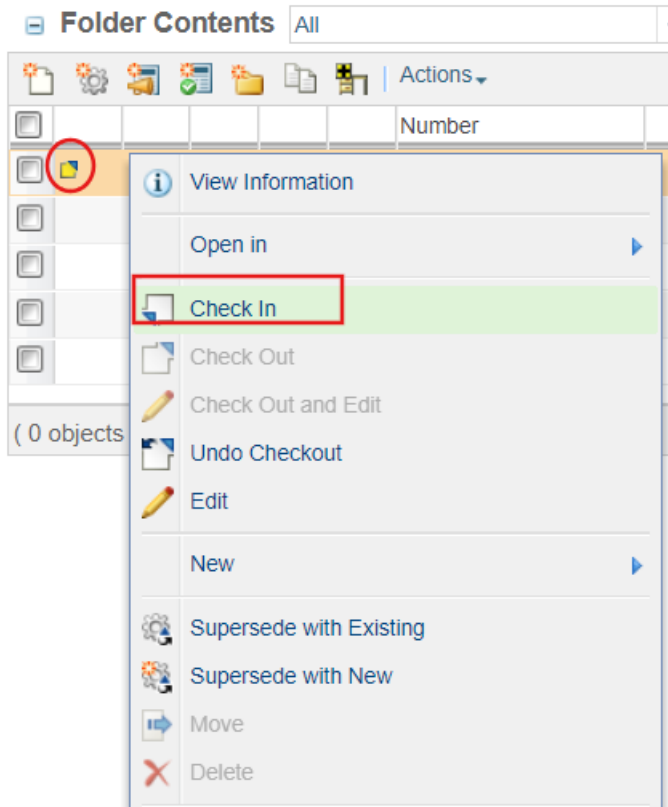 Folder Contents All
Actions
Number
View Information
Open in
Check In
Check Out
Check Out and Edit
( 0 objects
Undo Checkout
Edit
New
Supersede with Existing
Supersede with New
Move
Delete